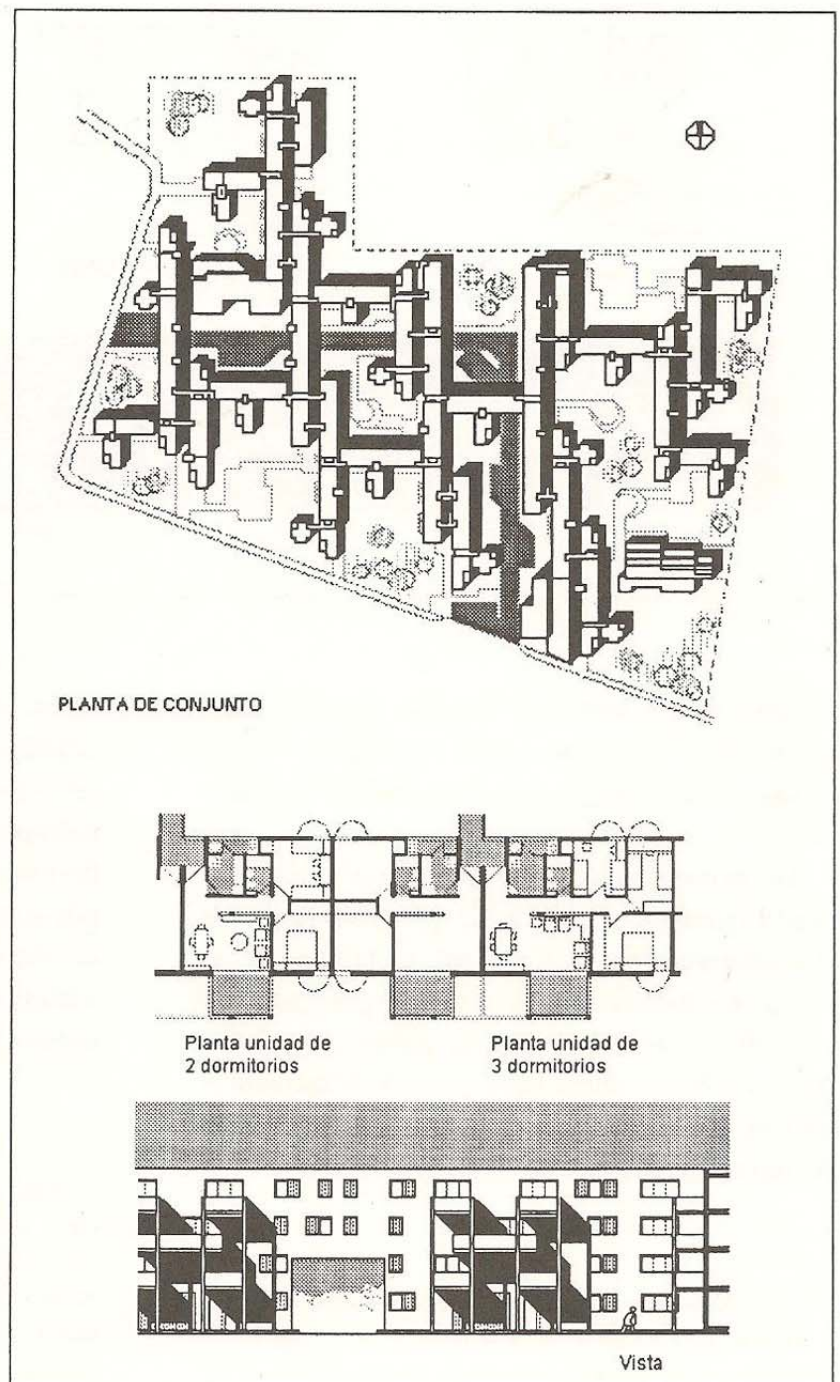 PLANTA DE CONJUNTO
Planta unidad de
2 dormitorios
Planta unidad de
3 dormitorios
Vista